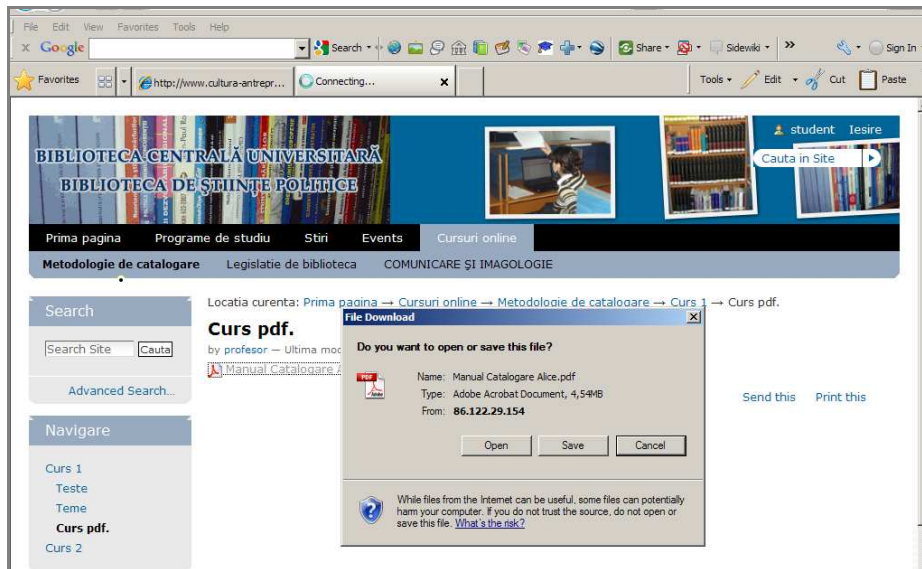 File Edit View Favorites Tools Help
Google Search Share Sidewiki » Sign In
Favorites http://www.cultura-antrepr... Connecting... Tools Edit Cut Paste
student Iesire
BIBLIOTECA CENTRALĂ UNIVERSITARĂ
Cauta in Site
BIBLIOTECA DE ȘTIINȚE POLITICE
Prima pagina Programe de studiu Stiri Events Cursuri online
Metodologie de catalogare Legislatie de biblioteca COMUNICARE ȘI IMAGOLOGIE
Locatia curenta: Prima pagina → Cursuri online → Metodologie de catalogare → Curs 1 → Curs pdf.
Search
Search Site Cauta
Advanced Search...
Navigare
Curs 1
Teste
Teme
Curs pdf.
Curs 2
Curs pdf.
by profesor — Ultima
Manual Catalogare
Send this Print this
File Download
Do you want to open or save this file?
Name: Manual Catalogare Alice.pdf
Type: Adobe Acrobat Document, 4,54MB
From: 86.122.29.154
Open Save Cancel
While files from the Internet can be useful, some files can potentially
harm your computer. If you do not trust the source, do not open or
save this file. What's the risk?